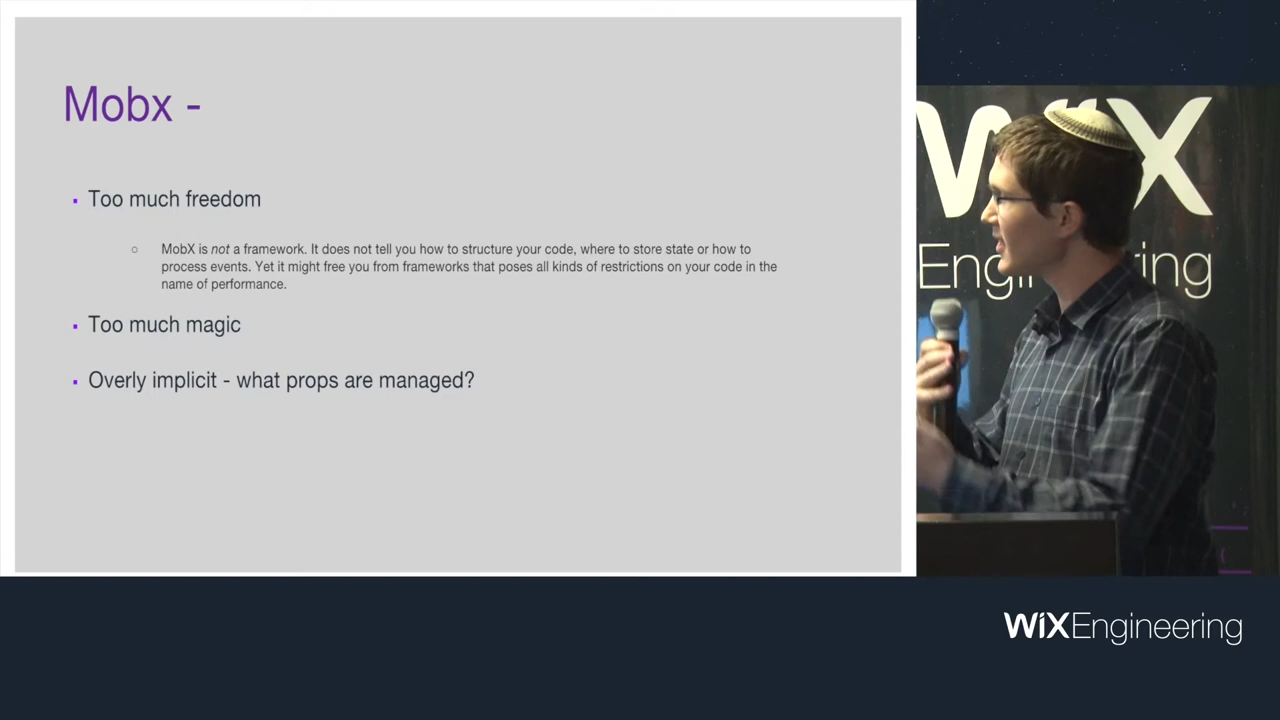 Mobx -
▪ Too much freedom
○ MobX is not a framework. It does not tell you how to structure your code, where to store state or how to
process events. Yet it might free you from frameworks that poses all kinds of restrictions on your code in the
name of performance.
▪ Too much magic
▪ Overly implicit - what props are managed?
WiX
Engineering
WiXEngineering